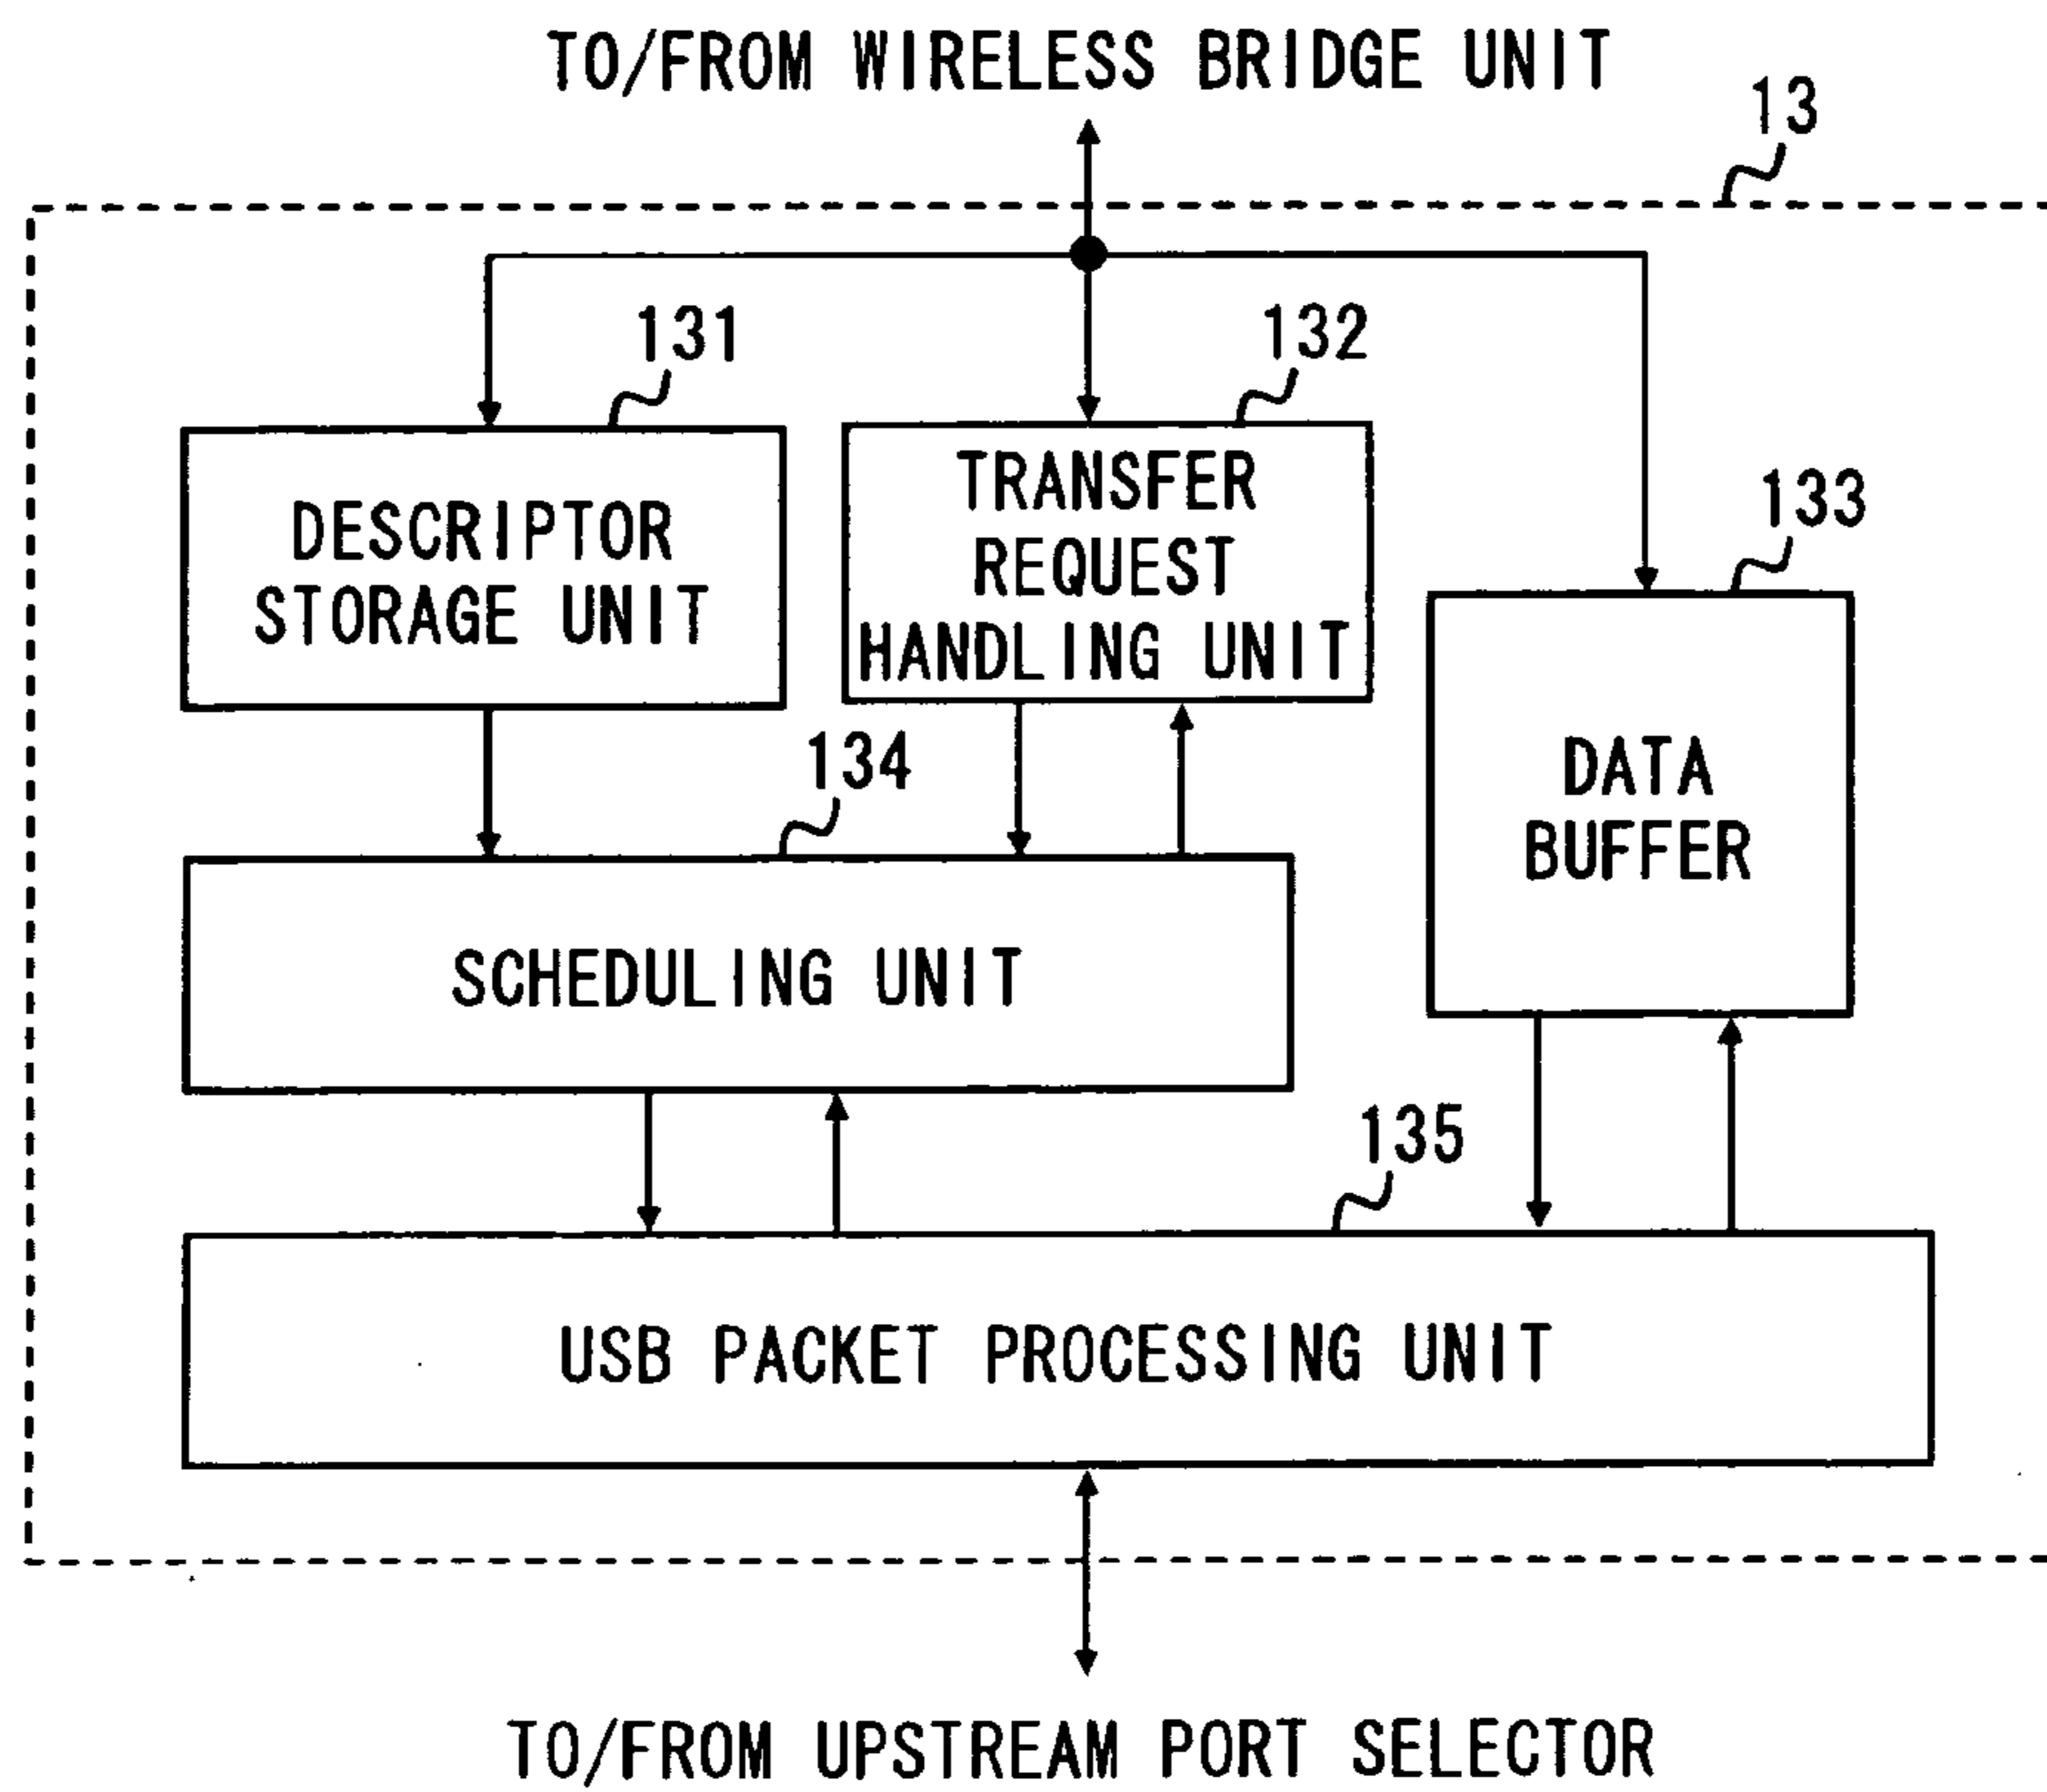 TO/FROM WIRELESS BRIDGE UNIT
13
131
132
DESCRIPTOR
STORAGE UNIT
TRANSFER
REQUEST
HANDLING UNIT
133
DATA
BUFFER
134
SCHEDULING UNIT
135
USB PACKET PROCESSING UNIT
TO/FROM UPSTREAM PORT SELECTOR